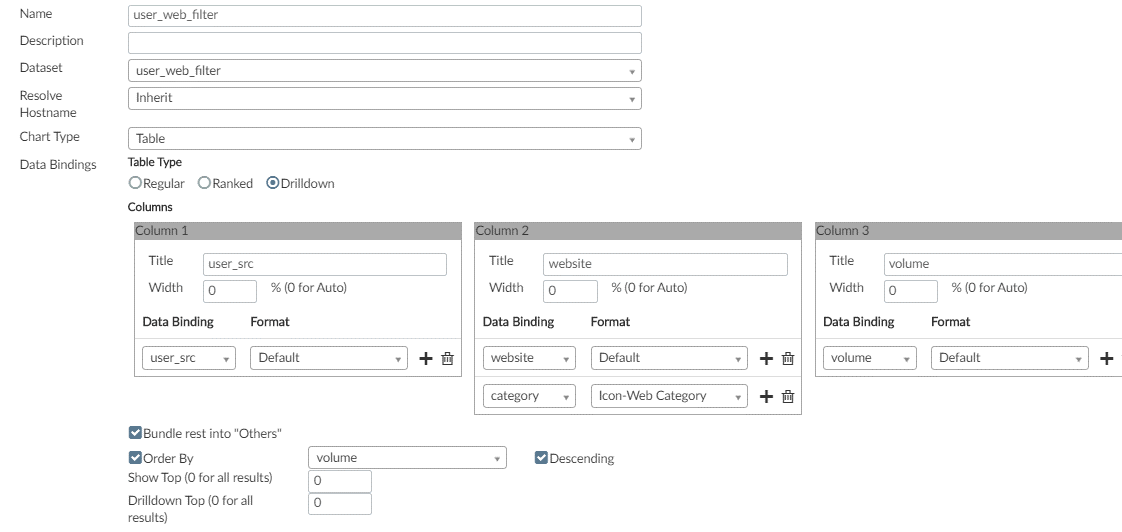 Name user_web_filter
Description
Dataset user_web_filter
Resolve Hostname Inherit
Chart Type Table
Data Bindings Table Type
Regular Ranked Drilldown
Columns
Column 1 Column 2 Column 3
Title user_src Title website Title volume
Width 0 % (0 for Auto) Width 0 % (0 for Auto) Width 0 % (0 for Auto)
Data Binding Format Data Binding Format Data Binding Format
user_src Default website Default volume Default
category Icon-Web Category
Bundle rest into "Others"
Order By volume Descending
Show Top (0 for all results) 0
Drilldown Top (0 for all results) 0